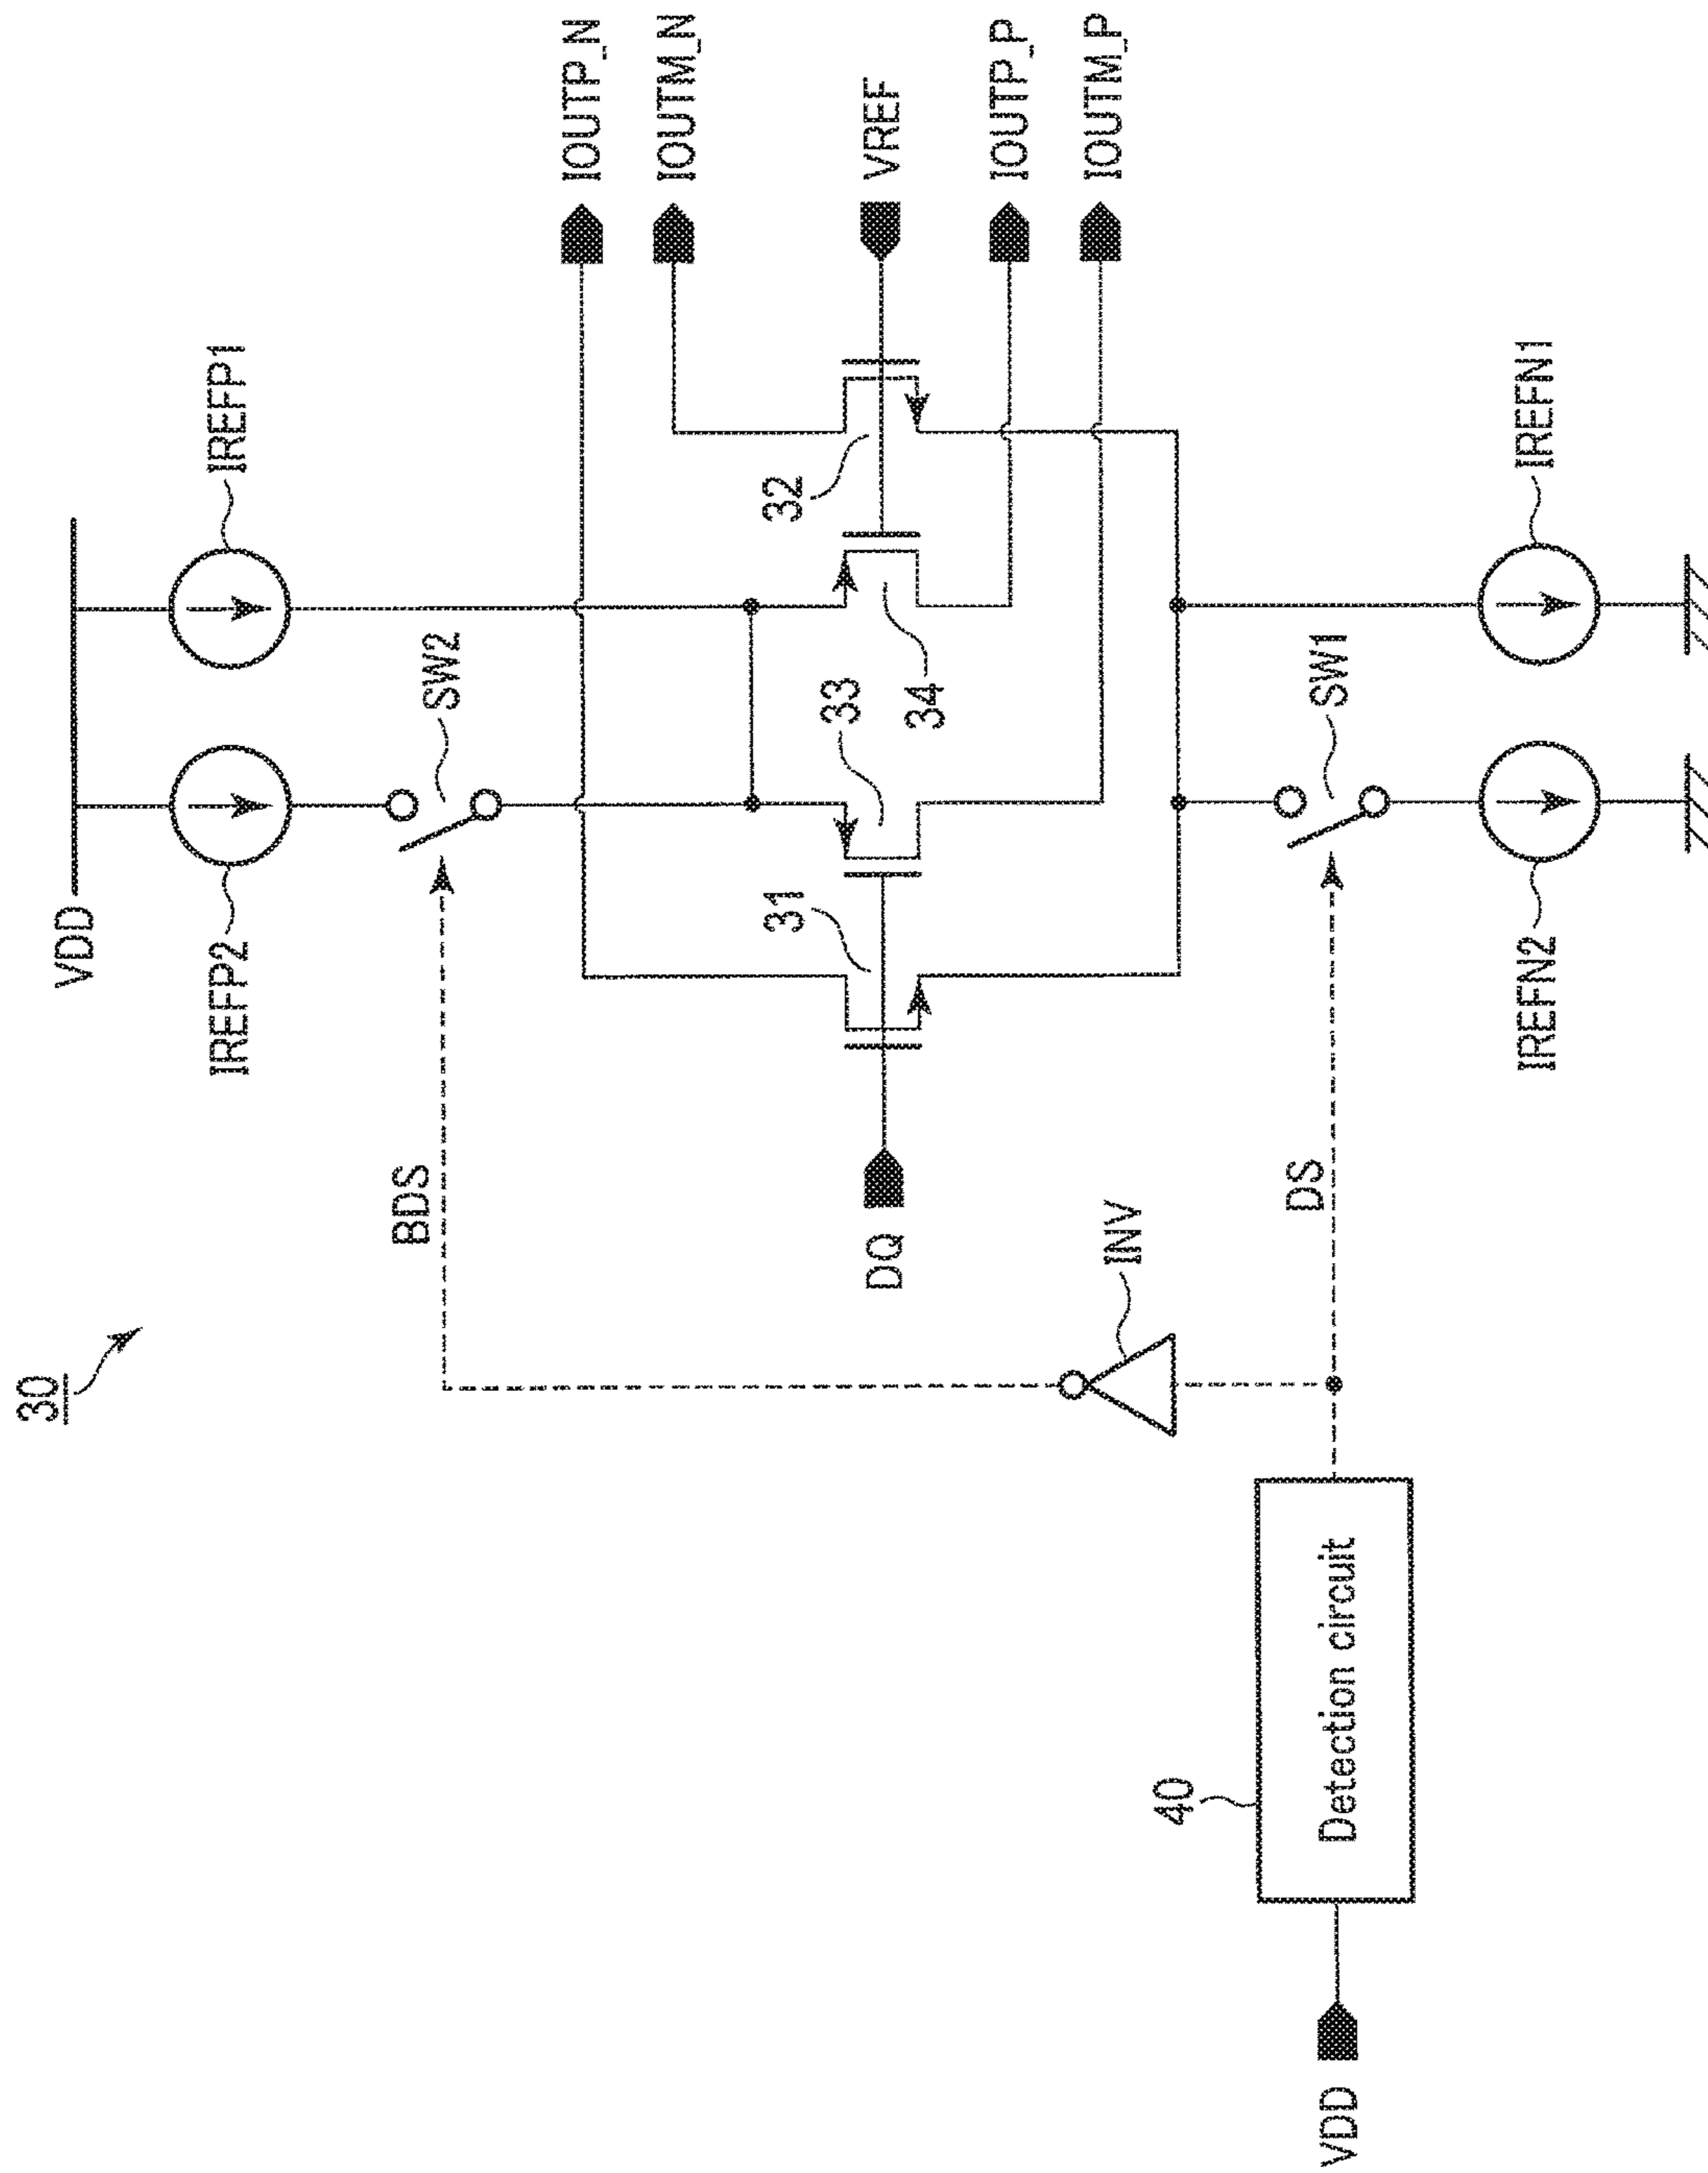 30
VDD
IREFP2
IREFP1
SW2
BDS
IOUTP_N
IOUTM_N
31
33
32
34
DQ
VREF
IOUTP_P
IOUTM_P
INV
DS
SW1
40
Detection circuit
VDD
IREFN2
IREFN1